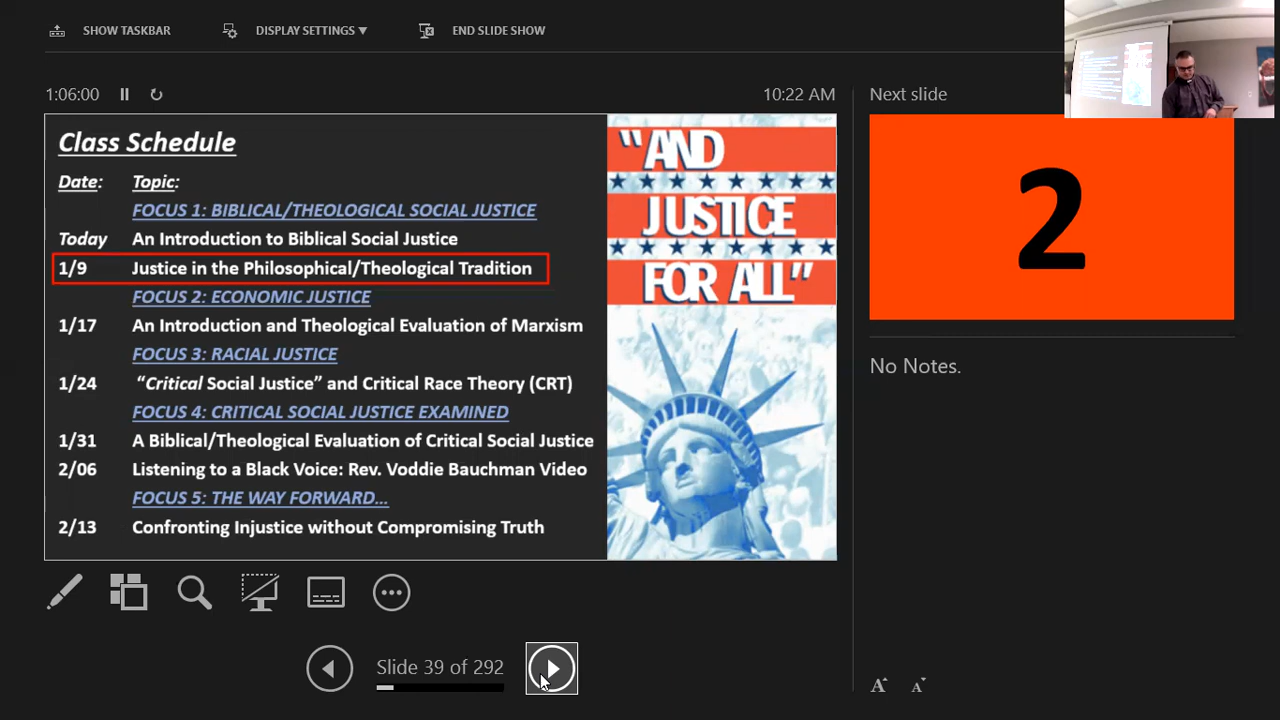 SHOW TASKBAR
DISPLAY SETTINGS ▼
END SLIDE SHOW
1:06:00
10:22 AM
Class Schedule
Date: Topic:
FOCUS 1: BIBLICAL/THEOLOGICAL SOCIAL JUSTICE
Today An Introduction to Biblical Social Justice
1/9 Justice in the Philosophical/Theological Tradition
FOCUS 2: ECONOMIC JUSTICE
1/17 An Introduction and Theological Evaluation of Marxism
FOCUS 3: RACIAL JUSTICE
1/24 “Critical Social Justice” and Critical Race Theory (CRT)
FOCUS 4: CRITICAL SOCIAL JUSTICE EXAMINED
1/31 A Biblical/Theological Evaluation of Critical Social Justice
2/06 Listening to a Black Voice: Rev. Voddie Bauchman Video
FOCUS 5: THE WAY FORWARD...
2/13 Confronting Injustice without Compromising Truth
“AND
JUSTICE
FOR ALL”
Slide 39 of 292
Next slide
2
No Notes.
A A